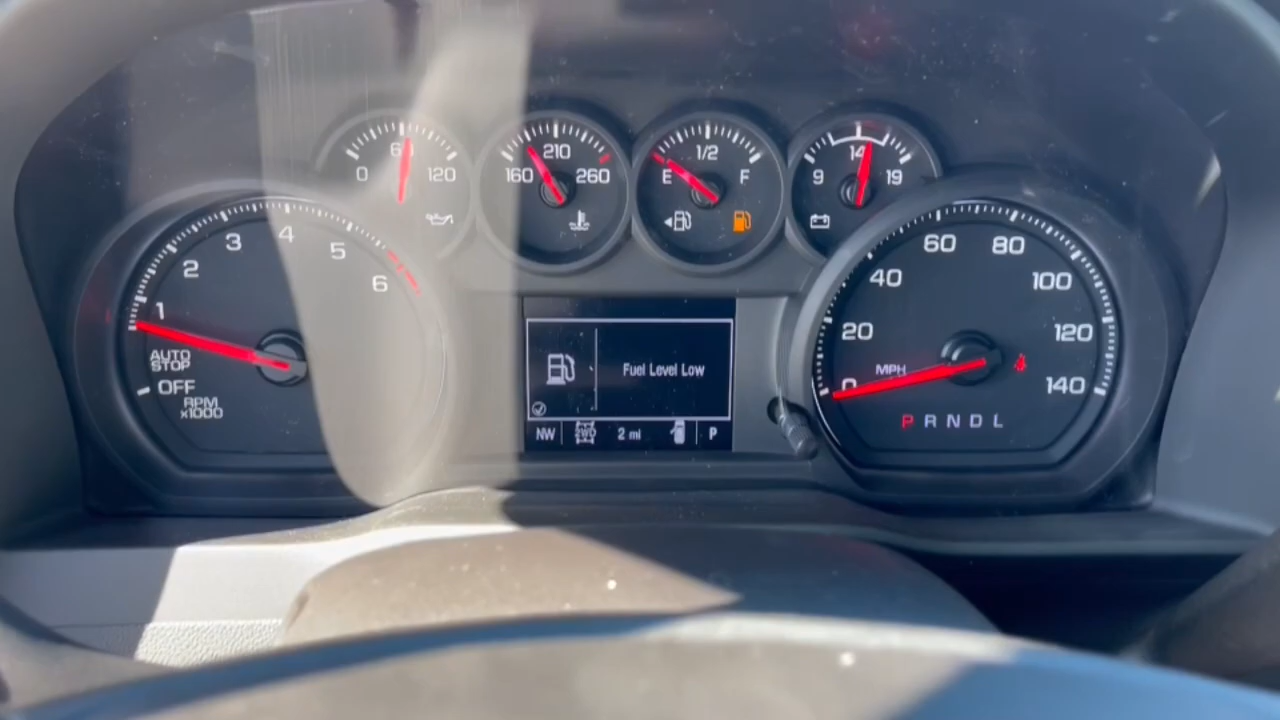 6
0 120
210
160 260
1/2
E F
14
9 19
1
2
3
4
5
6
AUTO
STOP
OFF
RPM
x1000
Fuel Level Low
NW 2WD 2 mi P
0
20
40
60
80
100
120
140
MPH
P R N D L